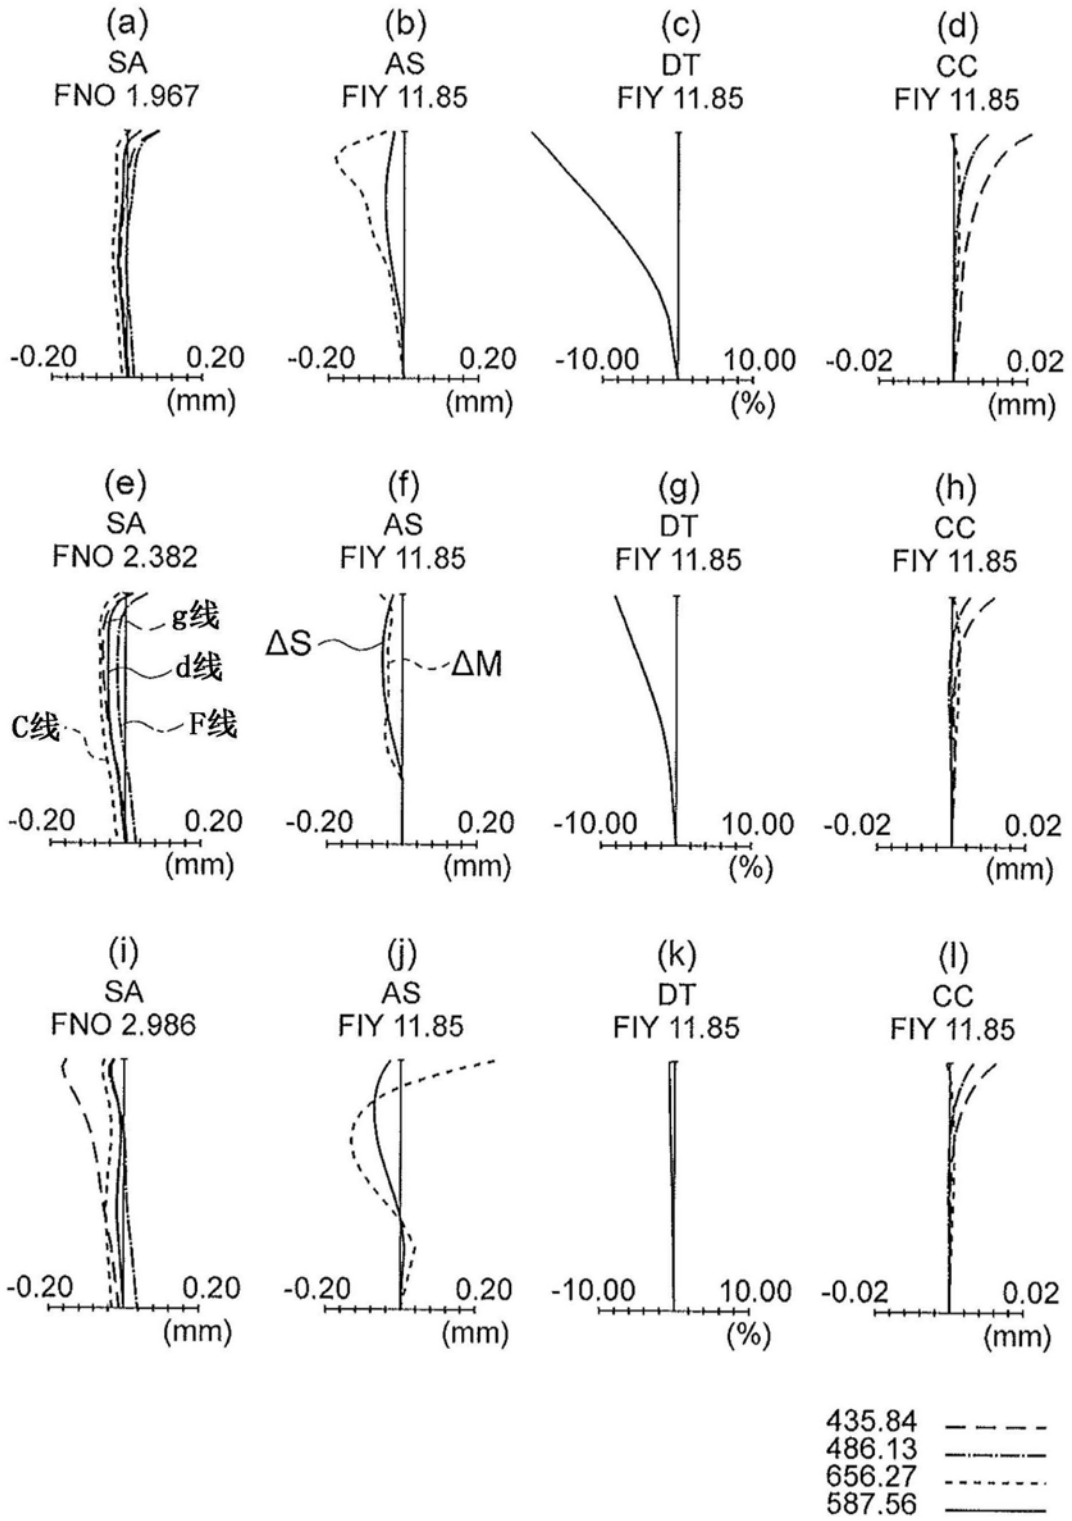 (a) (b) (c) (d)
SA AS DT CC
FNO 1.967 FIY 11.85 FIY 11.85 FIY 11.85
-0.20 0.20 -0.20 0.20 -10.00 10.00 -0.02 0.02
(mm) (mm) (%) (mm)
(e) (f) (g) (h)
SA AS DT CC
FNO 2.382 FIY 11.85 FIY 11.85 FIY 11.85
g线
ΔS ΔM
d线
C线 F线
-0.20 0.20 -0.20 0.20 -10.00 10.00 -0.02 0.02
(mm) (mm) (%) (mm)
(i) (j) (k) (l)
SA AS DT CC
FNO 2.986 FIY 11.85 FIY 11.85 FIY 11.85
-0.20 0.20 -0.20 0.20 -10.00 10.00 -0.02 0.02
(mm) (mm) (%) (mm)
435.84
486.13
656.27
587.56